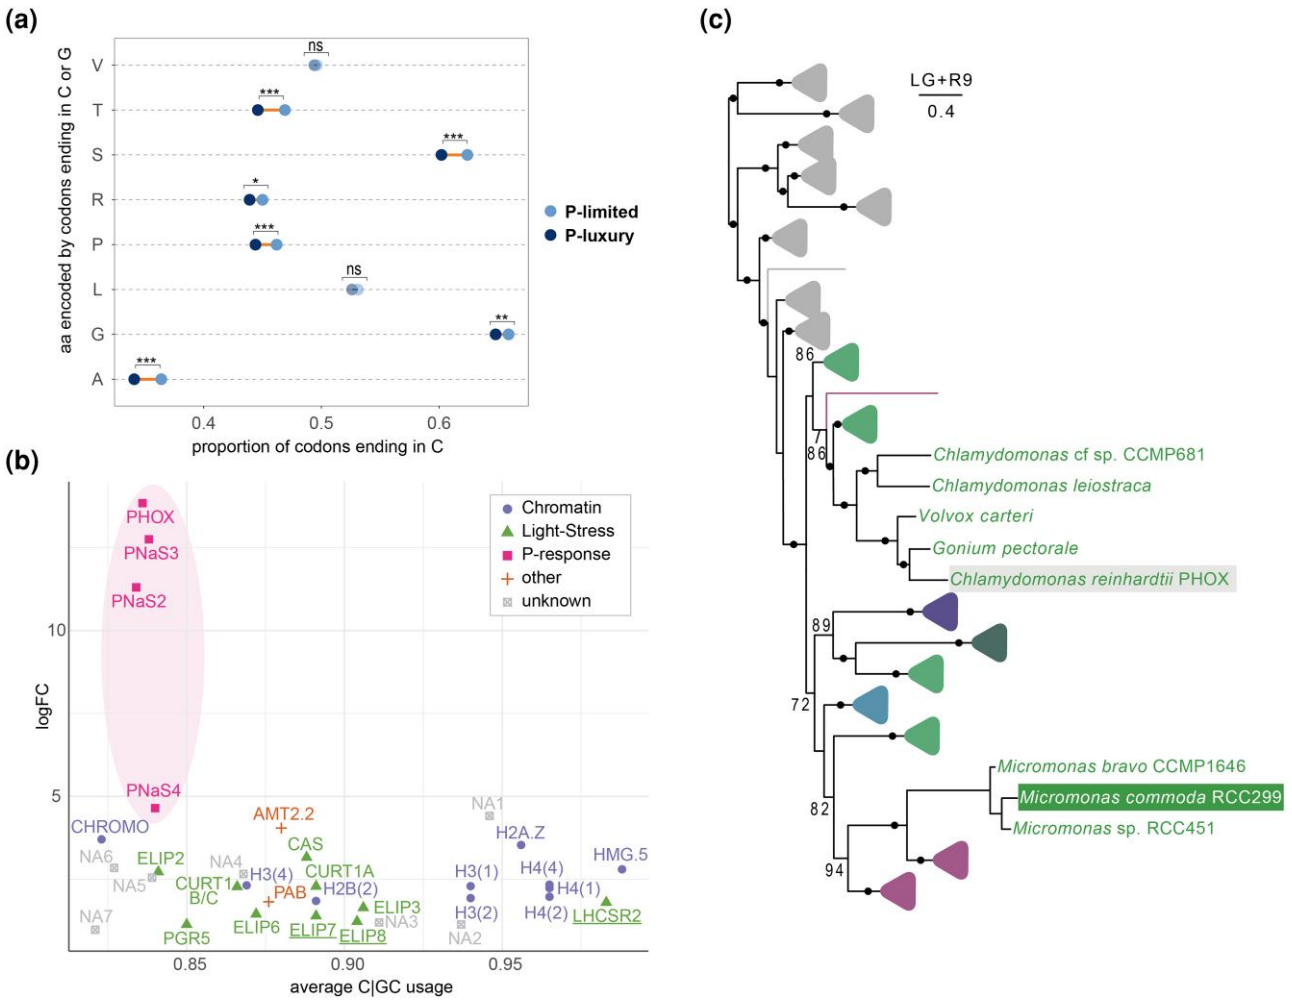 (a)
aa encoded by codons ending in C or G
V
T
S
R
P
L
G
A
ns
***
***
*
***
ns
**
***
0.4
0.5
0.6
proportion of codons ending in C
P-limited
P-luxury
(b)
logFC
10
5
0.85
0.90
0.95
average C|GC usage
Chromatin
Light-Stress
P-response
other
unknown
PHOX
PNaS3
PNaS2
PNaS4
CHROMO
NA6
NA5
ELIP2
NA7
PGR5
CURT1
B/C
NA4
H3(4)
ELIP6
PAB
AMT2.2
CAS
CURT1A
H2B(2)
ELIP7
ELIP3
ELIP8
NA3
NA1
H2A.Z
H3(1)
H3(2)
NA2
H4(4)
H4(1)
H4(2)
HMG.5
LHCSR2
(c)
LG+R9
0.4
86
86
Chlamydomonas cf sp. CCMP681
Chlamydomonas leiostraca
Volvox carteri
Gonium pectorale
Chlamydomonas reinhardtii PHOX
89
72
82
94
Micromonas bravo CCMP1646
Micromonas commoda RCC299
Micromonas sp. RCC451